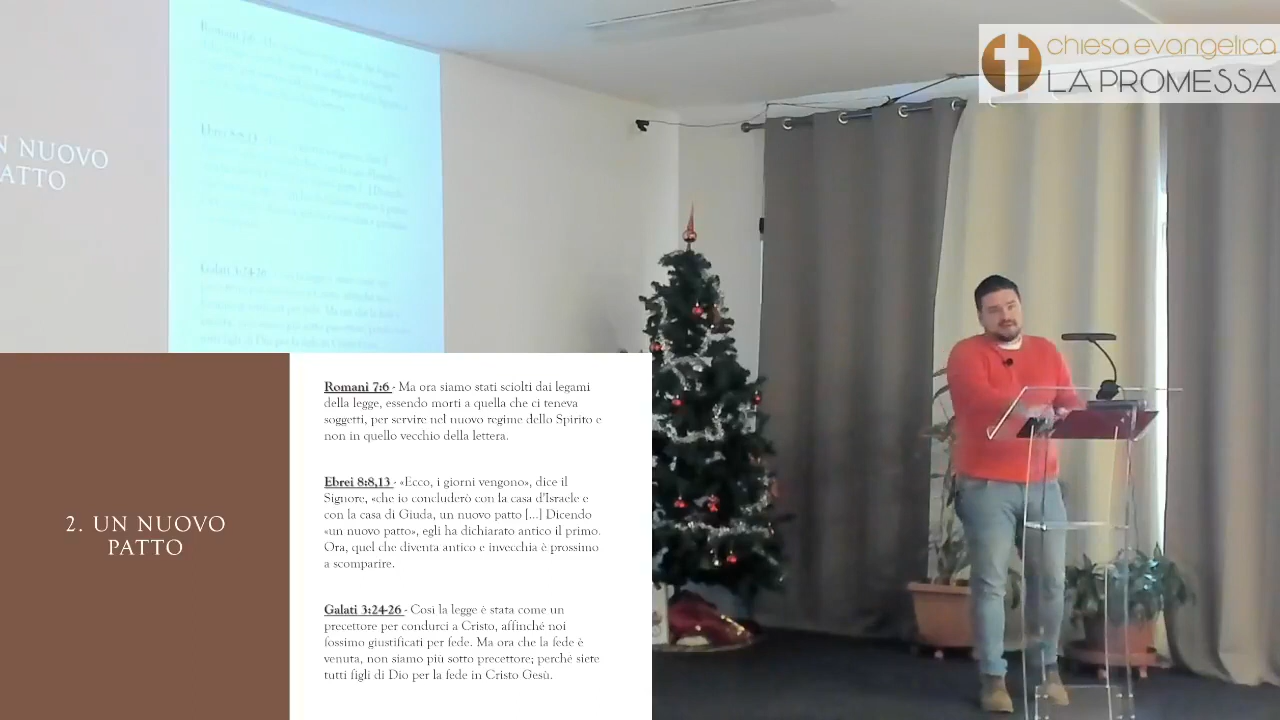 chiesa evangelica
LA PROMESSA
N NUOVO
ATTO
2. UN NUOVO
PATTO
Romani 7:6 - Ma ora siamo stati sciolti dai legami
della legge, essendo morti a quella che ci teneva
soggetti, per servire nel nuovo regime dello Spirito e
non in quello vecchio della lettera.
Ebrei 8:8,13 - «Ecco, i giorni vengono», dice il
Signore, «che io concluderò con la casa d'Israele e
con la casa di Giuda, un nuovo patto [...] Dicendo
«un nuovo patto», egli ha dichiarato antico il primo.
Ora, quel che diventa antico e invecchia è prossimo
a scomparire.
Galati 3:24-26 - Così la legge è stata come un
precettore per condurci a Cristo, affinché noi
fossimo giustificati per fede. Ma ora che la fede è
venuta, non siamo più sotto precettore; perché siete
tutti figli di Dio per la fede in Cristo Gesù.